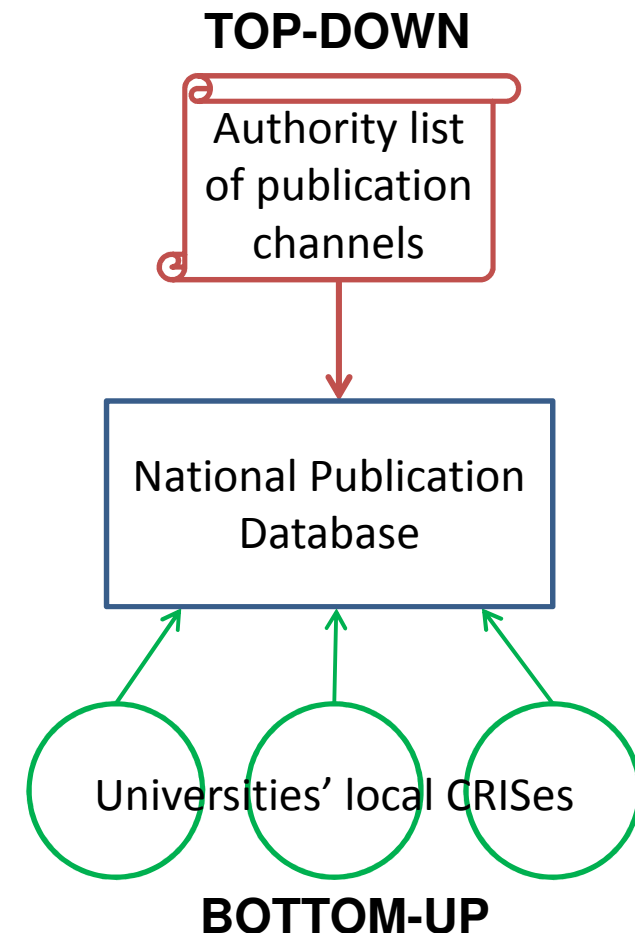 TOP-DOWN
Authority list
of publication
channels
National Publication
Database
Universities’ local CRISes
BOTTOM-UP